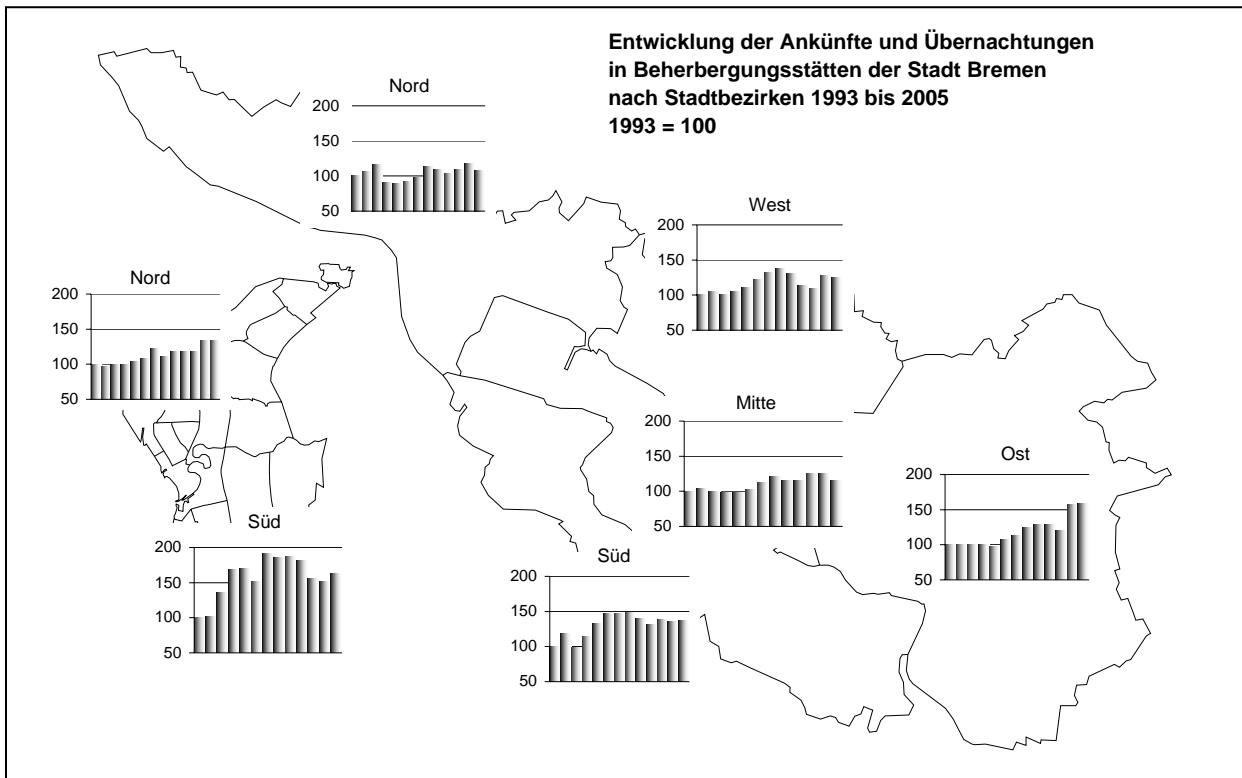 Entwicklung der Ankünfte und Übernachtungen
in Beherbergungsstätten der Stadt Bremen
nach Stadtbezirken 1993 bis 2005
1993 = 100
Nord
200
150
100
50
West
200
150
100
50
Nord
200
150
100
50
Mitte
200
150
100
50
Ost
200
150
100
50
Süd
200
150
100
50
Süd
200
150
100
50